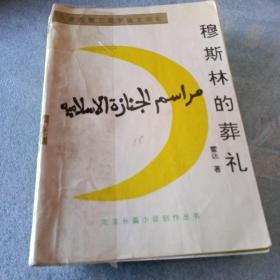 穆斯林的葬礼
霍达 著
مراسم الجنازة الاسلامية
北京长篇小说创作丛书